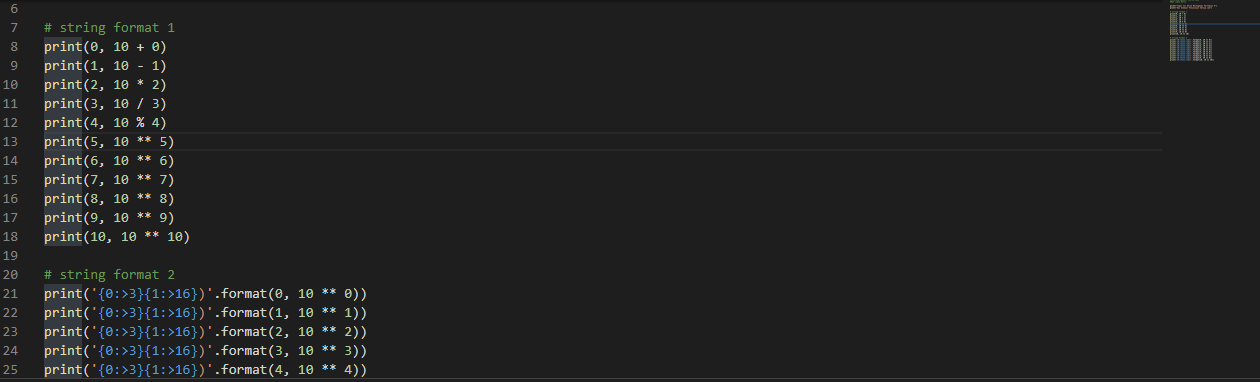 6
7 # string format 1
8 print(0, 10 + 0)
9 print(1, 10 - 1)
10 print(2, 10 * 2)
11 print(3, 10 / 3)
12 print(4, 10 % 4)
13 print(5, 10 ** 5)
14 print(6, 10 ** 6)
15 print(7, 10 ** 7)
16 print(8, 10 ** 8)
17 print(9, 10 ** 9)
18 print(10, 10 ** 10)
19
20 # string format 2
21 print('{0:>3}{1:>16})'.format(0, 10 ** 0))
22 print('{0:>3}{1:>16})'.format(1, 10 ** 1))
23 print('{0:>3}{1:>16})'.format(2, 10 ** 2))
24 print('{0:>3}{1:>16})'.format(3, 10 ** 3))
25 print('{0:>3}{1:>16})'.format(4, 10 ** 4))